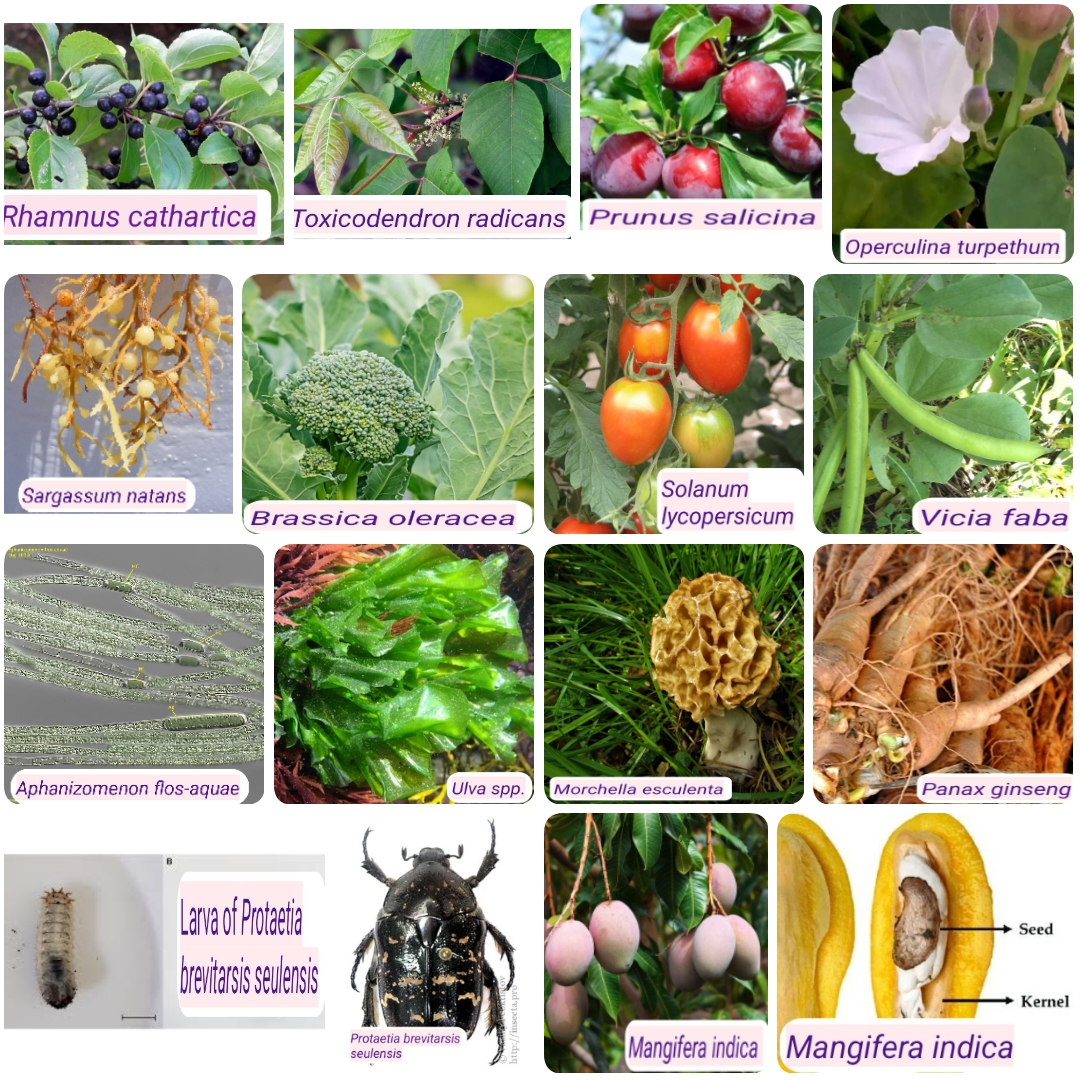 Rhamnus cathartica
Toxicodendron radicans
Prunus salicina
Operculina turpethum
Sargassum natans
Brassica oleracea
Solanum
lycopersicum
Vicia faba
Aphanizomenon flos-aquae
Ulva spp.
Morchella esculenta
Panax ginseng
B
Larva of Protaetia
brevitarsis seulensis
Protaetia brevitarsis
seulensis
Mangifera indica
Seed
Kernel
Mangifera indica